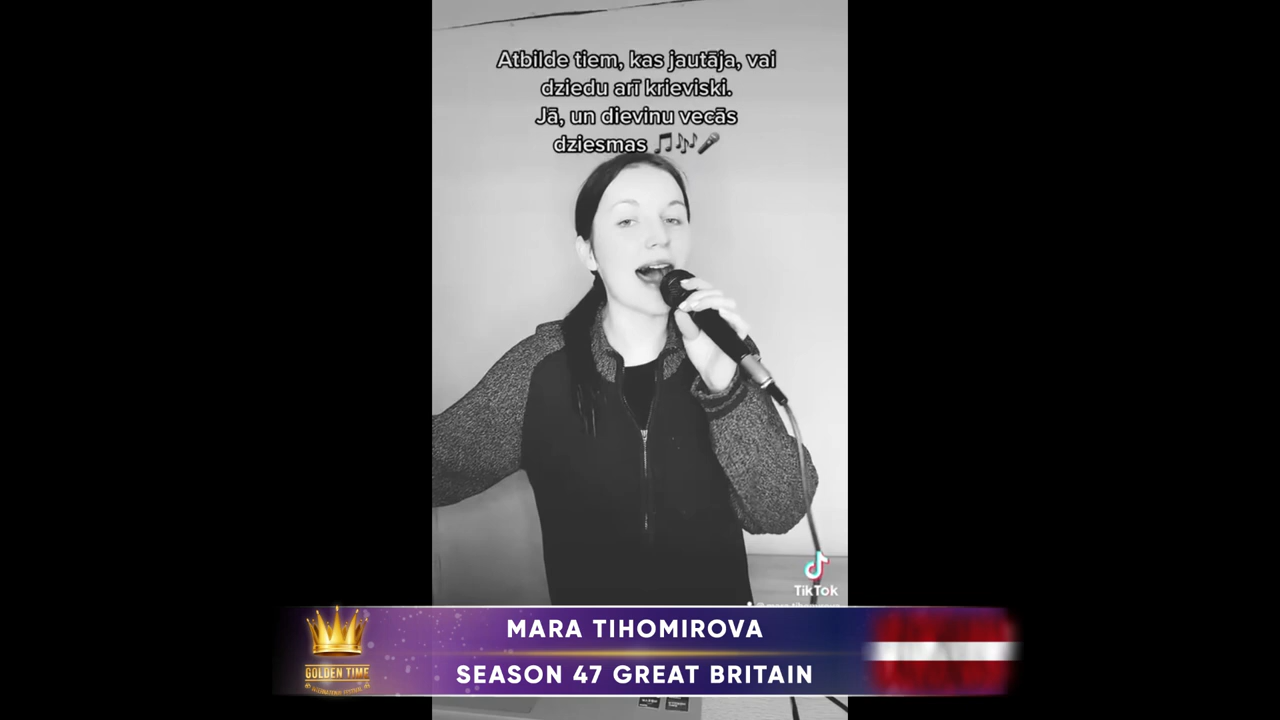 Atbilde tiem, kas jautāja, vai
dziedu arī krieviski.
Jā, un dievinu vecās
dziesmas 🎵🎶🎤
TikTok
MARA TIHOMIROVA
SEASON 47 GREAT BRITAIN
GOLDEN TIME